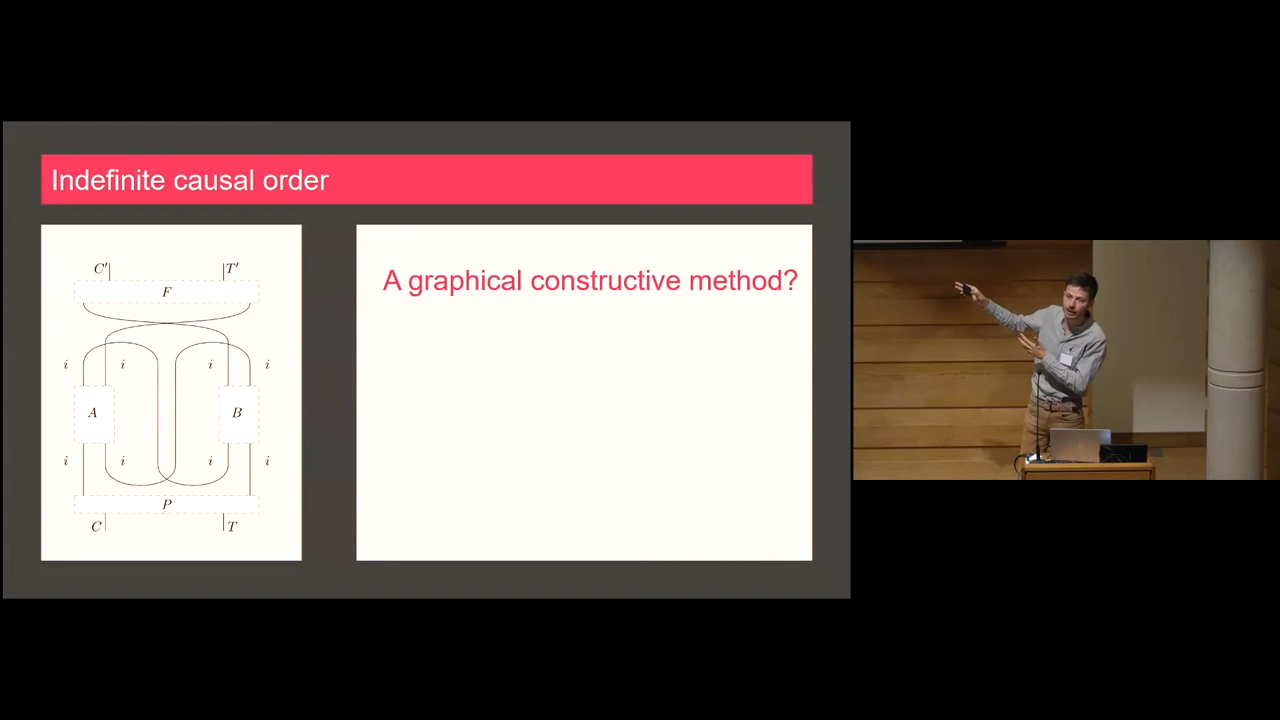 Indefinite causal order
C′ T′
F
i i i i
A B
i i i i
P
C T
A graphical constructive method?